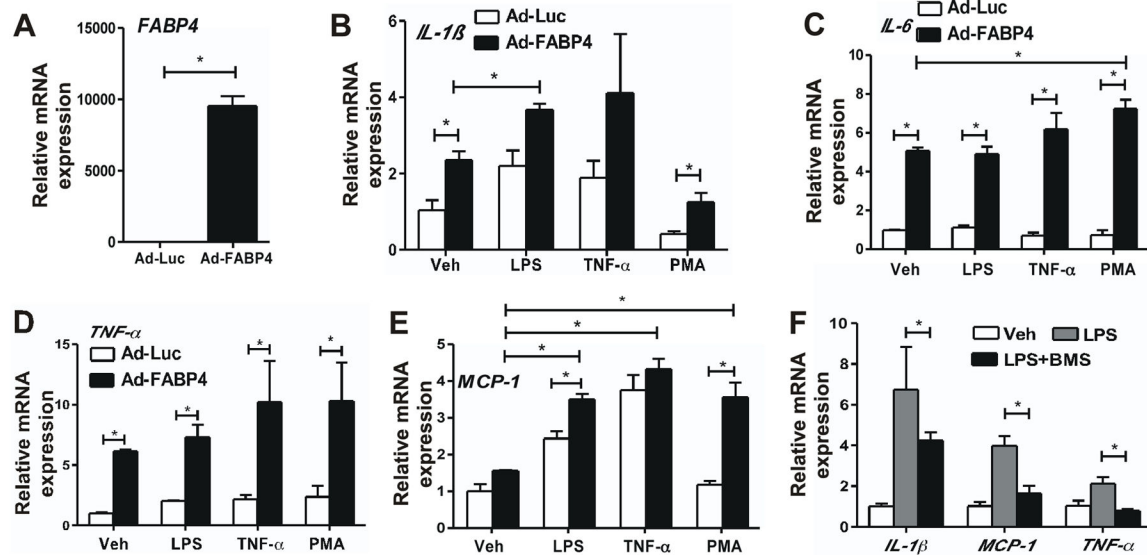 A
FABP4
Relative mRNA
expression
15000
10000
5000
0
*
Ad-Luc Ad-FABP4
B
IL-1ß
Ad-Luc
Ad-FABP4
Relative mRNA
expression
6
4
2
0
*
*
*
Veh LPS TNF-α PMA
C
IL-6
Ad-Luc
Ad-FABP4
Relative mRNA
expression
10
8
6
4
2
0
*
*
*
*
*
Veh LPS TNF-α PMA
D
TNF-α
Ad-Luc
Ad-FABP4
Relative mRNA
expression
15
10
5
0
*
*
*
*
Veh LPS TNF-α PMA
E
MCP-1
Relative mRNA
expression
5
4
3
2
1
0
*
*
*
*
*
Veh LPS TNF-α PMA
F
Veh LPS
LPS+BMS
Relative mRNA
expression
10
8
6
4
2
0
*
*
*
IL-1β MCP-1 TNF-α